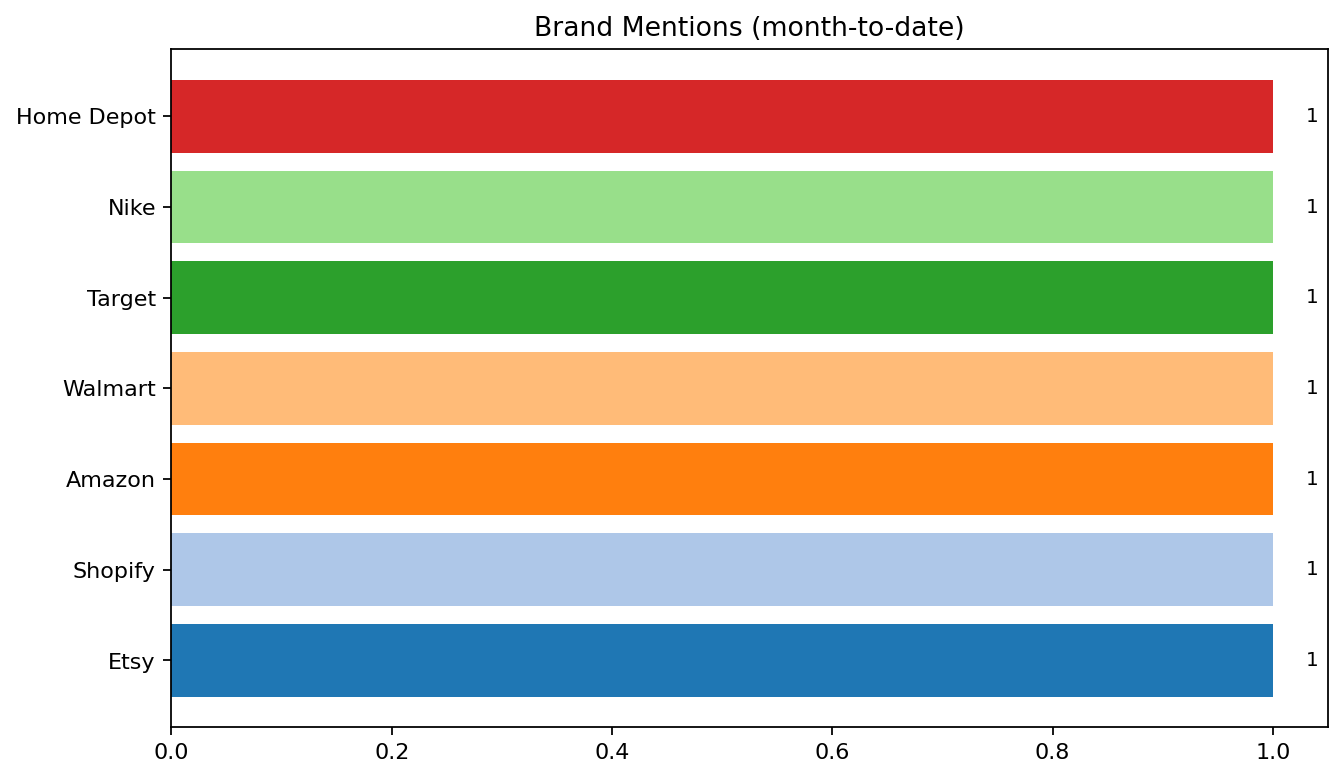 Brand Mentions (month-to-date)
Home Depot 1
Nike 1
Target 1
Walmart 1
Amazon 1
Shopify 1
Etsy 1
0.0 0.2 0.4 0.6 0.8 1.0